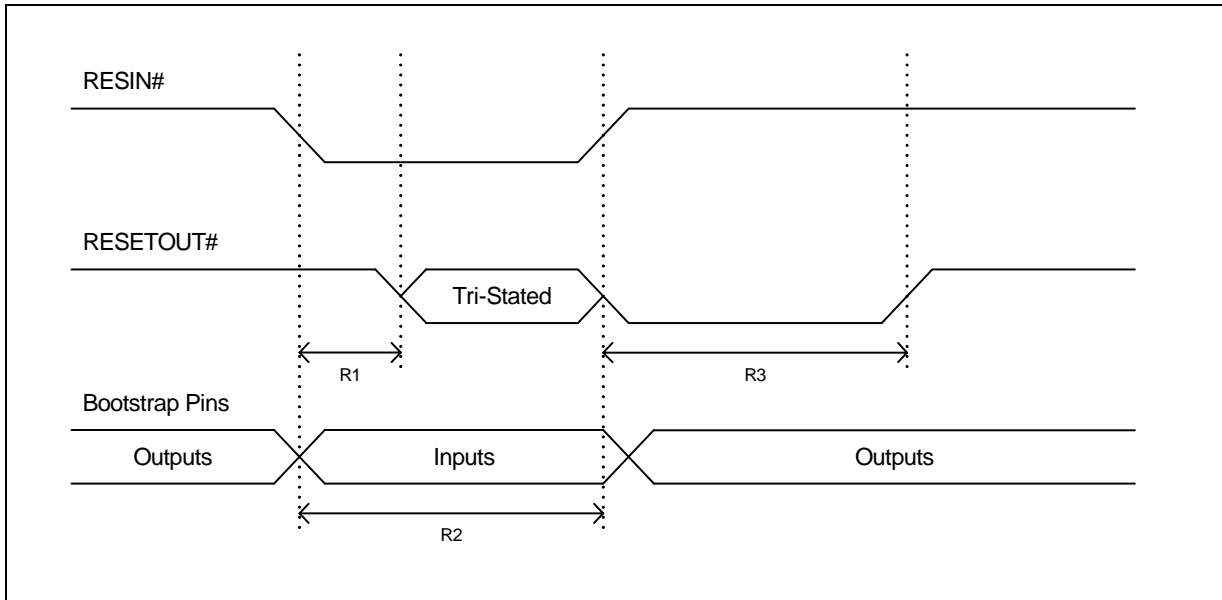 RESIN#
RESETOUT#
Tri-Stated
R1
R3
Bootstrap Pins
Outputs
Inputs
Outputs
R2